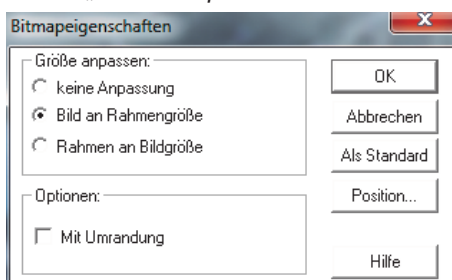 Bitmapeigenschaften
Größe anpassen:
keine Anpassung
Bild an Rahmengröße
Rahmen an Bildgröße
Optionen:
Mit Umrandung
OK
Abbrechen
Als Standard
Position...
Hilfe